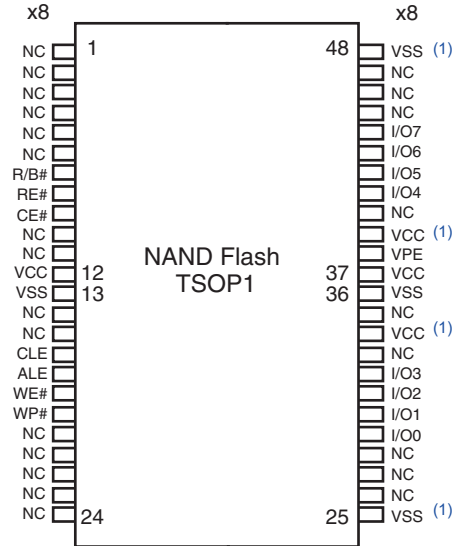 x8 x8
NC 1 48 VSS (1)
NC NC
NC NC
NC NC
NC I/O7
NC I/O6
R/B# I/O5
RE# I/O4
CE# NC
NC VCC (1)
NC VPE
VCC 12 NAND Flash 37 VCC
VSS 13 TSOP1 36 VSS
NC NC
NC VCC (1)
CLE NC
ALE I/O3
WE# I/O2
WP# I/O1
NC I/O0
NC NC
NC NC
NC NC
NC 24 25 VSS (1)